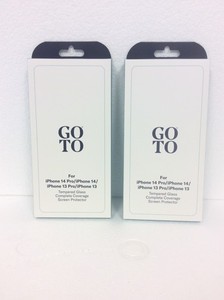 GO
TO
For
iPhone 14 Pro/iPhone 14/
iPhone 13 Pro/iPhone 13
Tempered Glass
Complete Coverage
Screen Protector
GO
TO
For
iPhone 14 Pro/iPhone 14/
iPhone 13 Pro/iPhone 13
Tempered Glass
Complete Coverage
Screen Protector